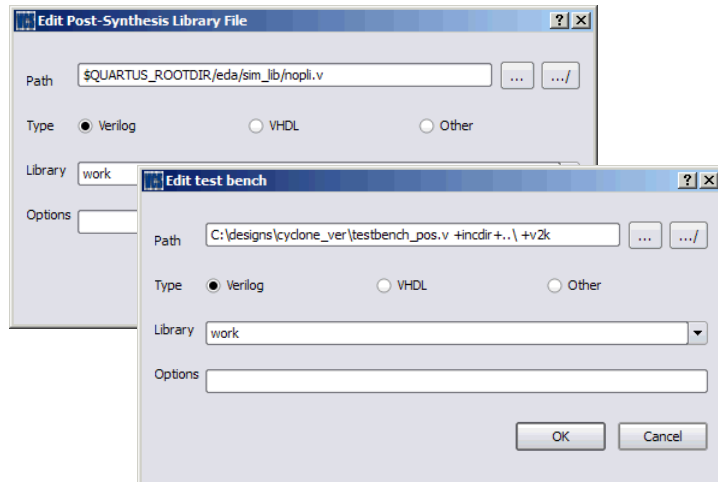 Edit Post-Synthesis Library File
Path $QUARTUS_ROOTDIR/eda/sim_lib/nopli.v ... .../
Type Verilog VHDL Other
Library work
Options
Edit test bench
Path C:\designs\cyclone_ver\testbench_pos.v +incdir+..\ +v2k ... .../
Type Verilog VHDL Other
Library work
Options
OK Cancel